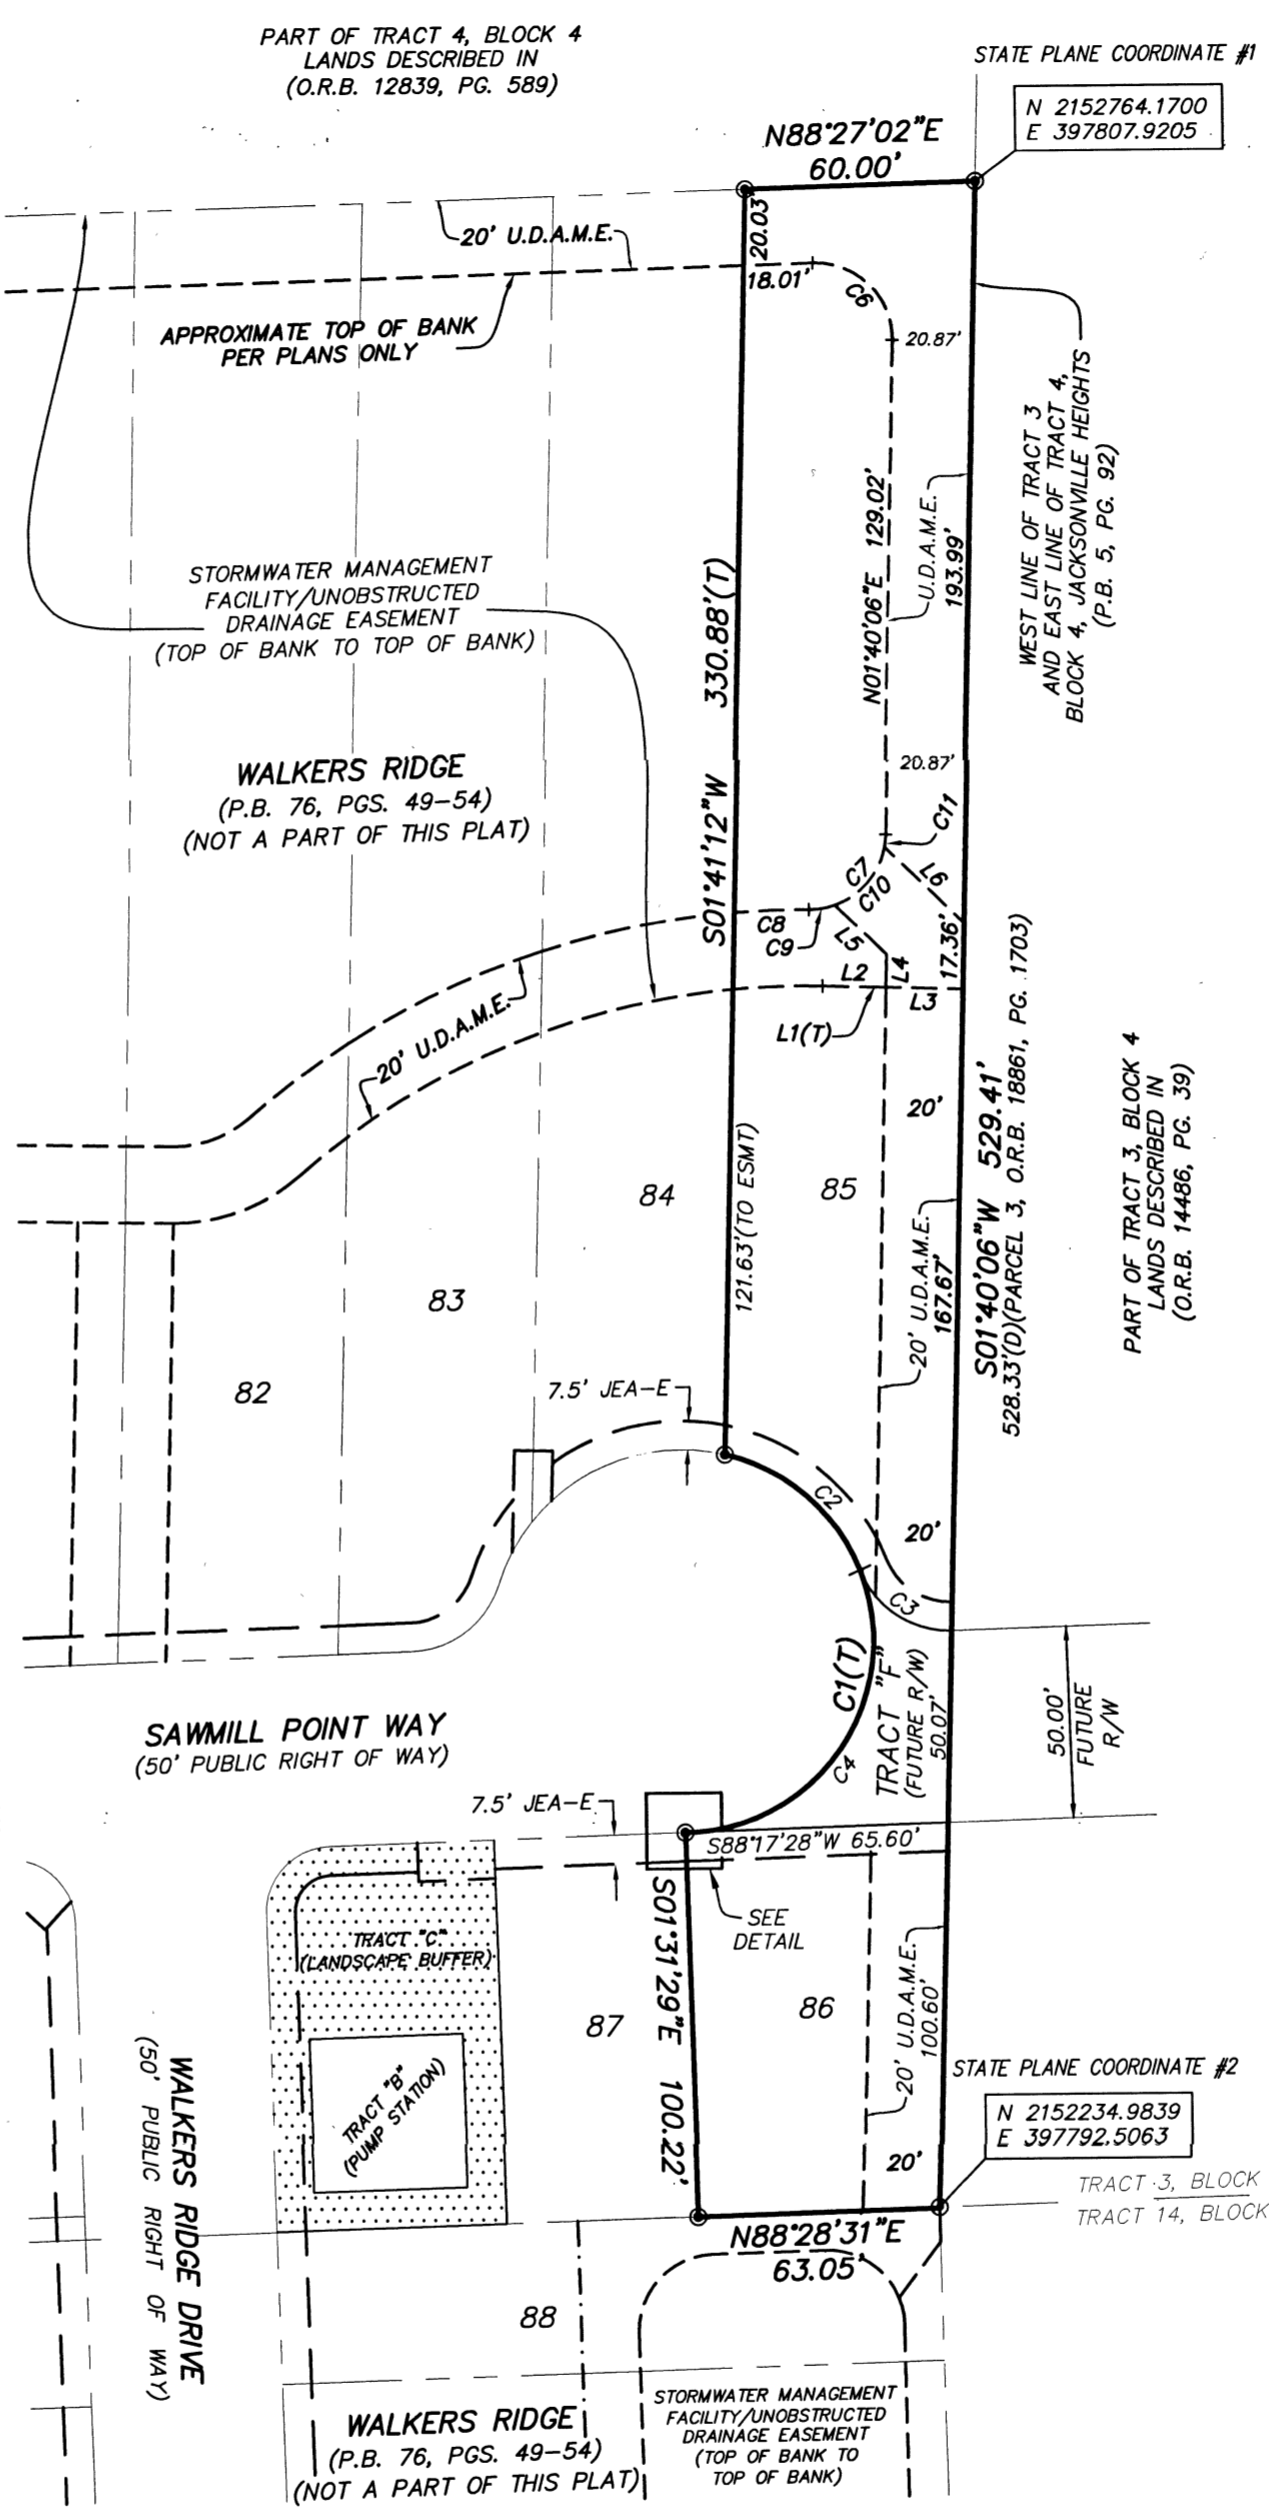 PART OF TRACT 4, BLOCK 4
LANDS DESCRIBED IN
(O.R.B. 12839, PG. 589)
STATE PLANE COORDINATE #1
N 2152764.1700
E 397807.9205
N88°27'02"E
60.00'
20.03'
18.01'
C6
20.87'
20' U.D.A.M.E.
APPROXIMATE TOP OF BANK
PER PLANS ONLY
N01°40'06"E 129.02'
U.D.A.M.E.
193.99'
WEST LINE OF TRACT 3
AND EAST LINE OF TRACT 4,
BLOCK 4, JACKSONVILLE HEIGHTS
(P.B. 5, PG. 92)
STORMWATER MANAGEMENT
FACILITY/UNOBSTRUCTED
DRAINAGE EASEMENT
(TOP OF BANK TO TOP OF BANK)
S01°41'12"W 330.88'(T)
WALKERS RIDGE
(P.B. 76, PGS. 49-54)
(NOT A PART OF THIS PLAT)
20.87'
C11
C7
C10
L6
C8
C9
L5
L4
17.36'
L2
L3
L1(T)
20' U.D.A.M.E.
S01°40'06"W 529.41'
528.33'(D)(PARCEL 3, O.R.B. 18861, PG. 1703)
PART OF TRACT 3, BLOCK 4
LANDS DESCRIBED IN
(O.R.B. 14486, PG. 39)
20'
121.63'(TO ESMT)
84
85
83
82
20' U.D.A.M.E.
167.67'
7.5' JEA-E
C2
20'
C3
C1(T)
TRACT "F"
(FUTURE R/W)
50.07'
50.00'
FUTURE
R/W
C4
SAWMILL POINT WAY
(50' PUBLIC RIGHT OF WAY)
7.5' JEA-E
S88°17'28"W 65.60'
SEE
DETAIL
S01°31'29"E 100.22'
TRACT "C"
(LANDSCAPE BUFFER)
TRACT "B"
(PUMP STATION)
87
86
20' U.D.A.M.E.
100.60'
WALKERS RIDGE DRIVE
(50' PUBLIC RIGHT OF WAY)
STATE PLANE COORDINATE #2
N 2152234.9839
E 397792.5063
20'
TRACT 3, BLOCK
TRACT 14, BLOCK
N88°28'31"E
63.05'
88
WALKERS RIDGE
(P.B. 76, PGS. 49-54)
(NOT A PART OF THIS PLAT)
STORMWATER MANAGEMENT
FACILITY/UNOBSTRUCTED
DRAINAGE EASEMENT
(TOP OF BANK TO
TOP OF BANK)